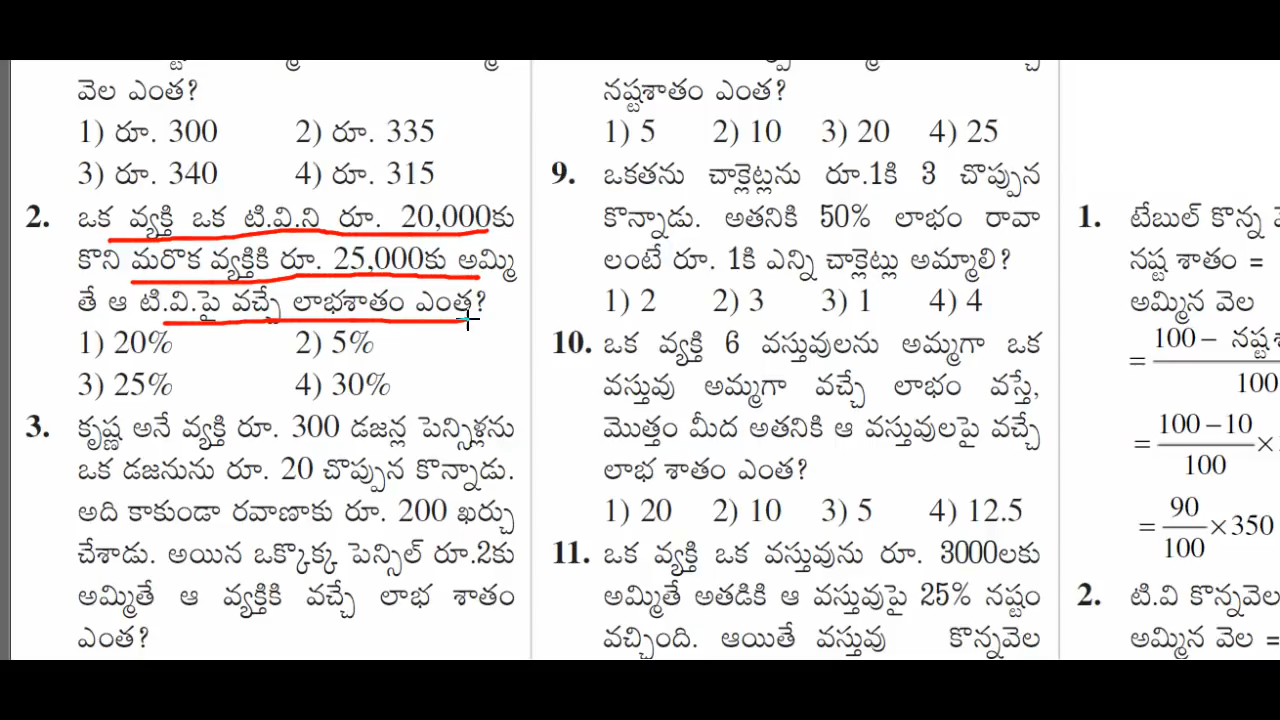 వెల ఎంత?
1) రూ. 300 2) రూ. 335
3) రూ. 340 4) రూ. 315
2. ఒక వ్యక్తి ఒక టి.వి.ని రూ. 20,000కు
కొని మరొక వ్యక్తికి రూ. 25,000కు అమ్మి
తే ఆ టి.వి.పై వచ్చే లాభశాతం ఎంత?
1) 20% 2) 5%
3) 25% 4) 30%
3. కృష్ణ అనే వ్యక్తి రూ. 300 డజన్ల పెన్సిళ్లను
ఒక డజనును రూ. 20 చొప్పున కొన్నాడు.
అది కాకుండా రవాణాకు రూ. 200 ఖర్చు
చేశాడు. అయిన ఒక్కొక్క పెన్సిల్ రూ.2కు
అమ్మితే ఆ వ్యక్తికి వచ్చే లాభ శాతం
ఎంత?
నష్టశాతం ఎంత?
1) 5 2) 10 3) 20 4) 25
9. ఒకతను చాక్లెట్లను రూ.1కి 3 చొప్పున
కొన్నాడు. అతనికి 50% లాభం రావా
లంటే రూ. 1కి ఎన్ని చాక్లెట్లు అమ్మాలి?
1) 2 2) 3 3) 1 4) 4
10. ఒక వ్యక్తి 6 వస్తువులను అమ్మగా ఒక
వస్తువు అమ్మగా వచ్చే లాభం వస్తే,
మొత్తం మీద అతనికి ఆ వస్తువులపై వచ్చే
లాభ శాతం ఎంత?
1) 20 2) 10 3) 5 4) 12.5
11. ఒక వ్యక్తి ఒక వస్తువును రూ. 3000లకు
అమ్మితే అతడికి ఆ వస్తువుపై 25% నష్టం
వచ్చింది. ఆయితే వస్తువు కొన్నవెల
1. టేబుల్ కొన్న
నష్ట శాతం =
అమ్మిన వెల
= 100 –
100
= 100 – 10
100 ×
= 90
100 × 350
2. టి.వి కొన్నవెల
అమ్మిన వెల =